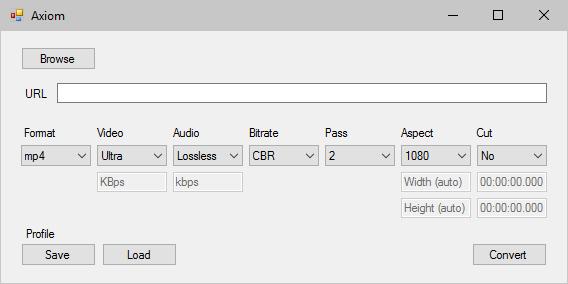 Axiom
Browse
URL
Format Video Audio Bitrate Pass Aspect Cut
mp4 Ultra Lossless CBR 2 1080 No
KBps kbps Width (auto) 00:00:00.000
Height (auto) 00:00:00.000
Profile
Save Load Convert